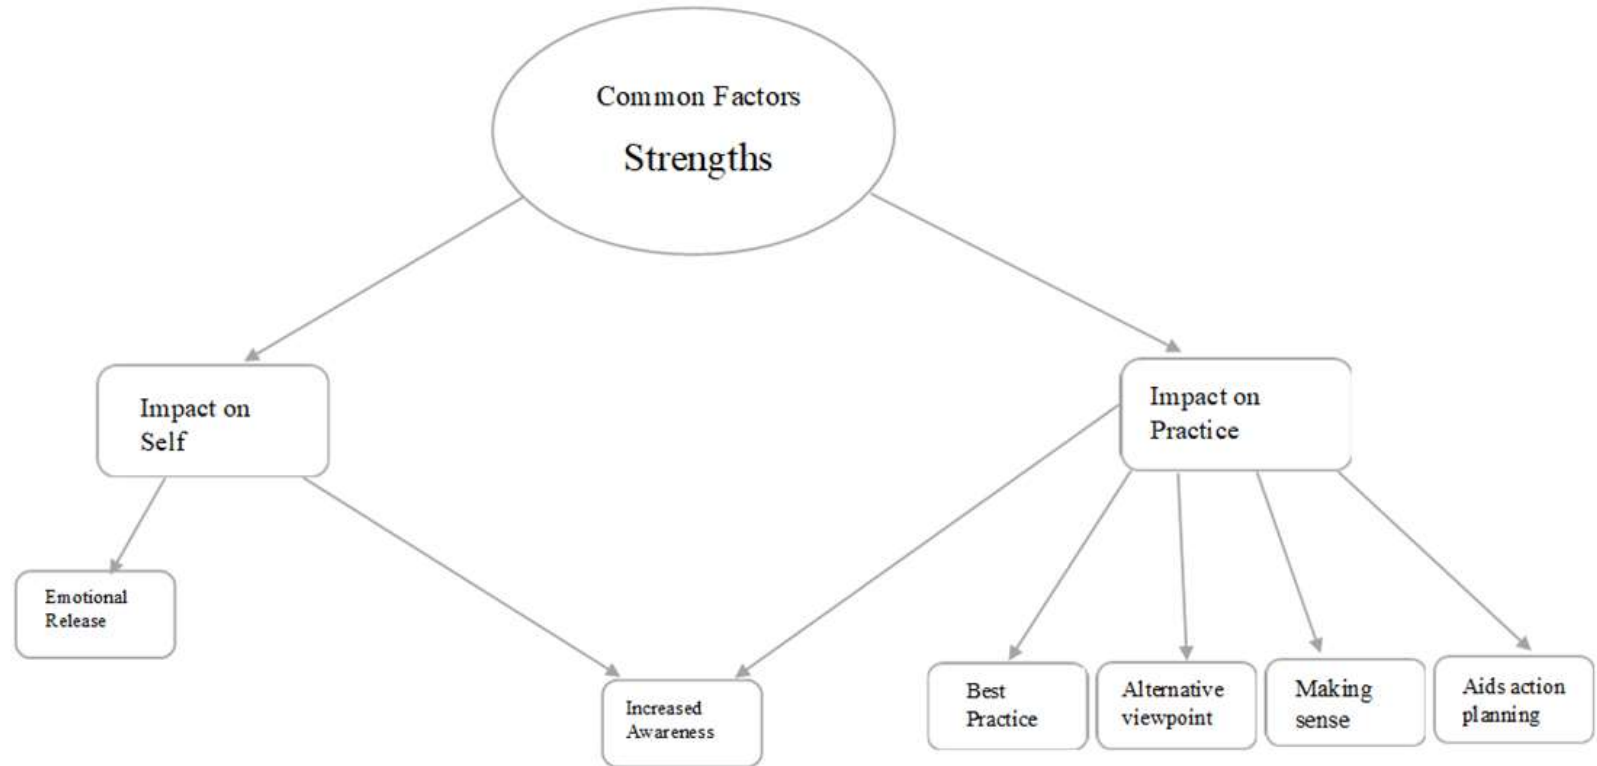 Common Factors
Strengths
Impact on
Self
Impact on
Practice
Emotional
Release
Increased
Awareness
Best
Practice
Alternative
viewpoint
Making
sense
Aids action
planning